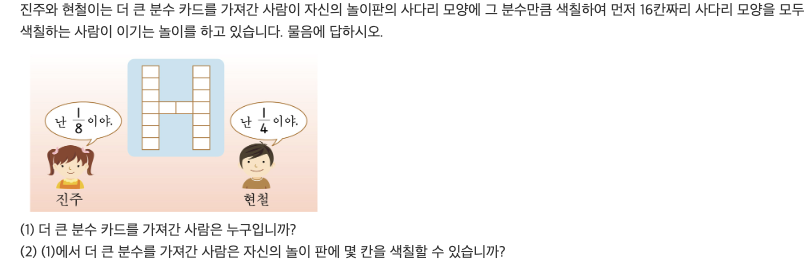 진주와 현철이는 더 큰 분수 카드를 가져간 사람이 자신의 놀이판의 사다리 모양에 그 분수만큼 색칠하여 먼저 16칸짜리 사다리 모양을 모두
색칠하는 사람이 이기는 놀이를 하고 있습니다. 물음에 답하시오.
난 1/8 이야.
난 1/4 이야.
진주
현철
(1) 더 큰 분수 카드를 가져간 사람은 누구입니까?
(2) (1)에서 더 큰 분수를 가져간 사람은 자신의 놀이 판에 몇 칸을 색칠할 수 있습니까?